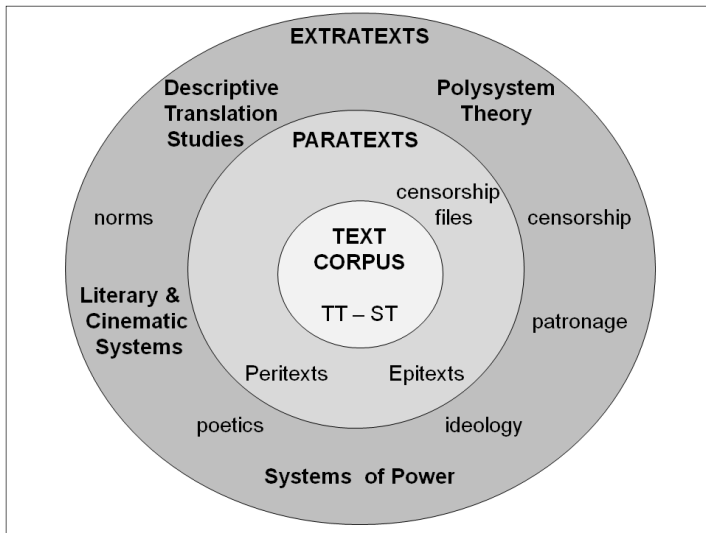 EXTRATEXTS
Descriptive
Translation
Studies
Polysystem
Theory
PARATEXTS
censorship
files
norms
censorship
TEXT
CORPUS
TT – ST
Literary &
Cinematic
Systems
patronage
Peritexts
Epitexts
poetics
ideology
Systems of Power